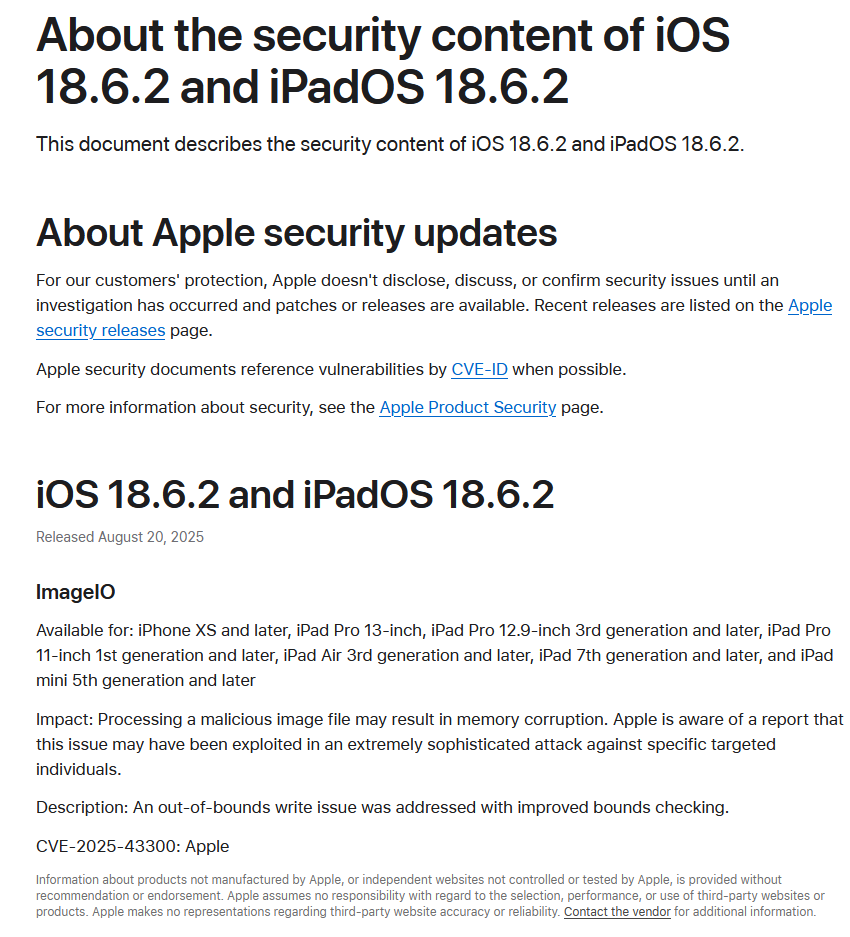 About the security content of iOS
18.6.2 and iPadOS 18.6.2
This document describes the security content of iOS 18.6.2 and iPadOS 18.6.2.
About Apple security updates
For our customers' protection, Apple doesn't disclose, discuss, or confirm security issues until an
investigation has occurred and patches or releases are available. Recent releases are listed on the Apple
security releases page.
Apple security documents reference vulnerabilities by CVE-ID when possible.
For more information about security, see the Apple Product Security page.
iOS 18.6.2 and iPadOS 18.6.2
Released August 20, 2025
ImageIO
Available for: iPhone XS and later, iPad Pro 13-inch, iPad Pro 12.9-inch 3rd generation and later, iPad Pro
11-inch 1st generation and later, iPad Air 3rd generation and later, iPad 7th generation and later, and iPad
mini 5th generation and later
Impact: Processing a malicious image file may result in memory corruption. Apple is aware of a report that
this issue may have been exploited in an extremely sophisticated attack against specific targeted
individuals.
Description: An out-of-bounds write issue was addressed with improved bounds checking.
CVE-2025-43300: Apple
Information about products not manufactured by Apple, or independent websites not controlled or tested by Apple, is provided without
recommendation or endorsement. Apple assumes no responsibility with regard to the selection, performance, or use of third-party websites or
products. Apple makes no representations regarding third-party website accuracy or reliability. Contact the vendor for additional information.